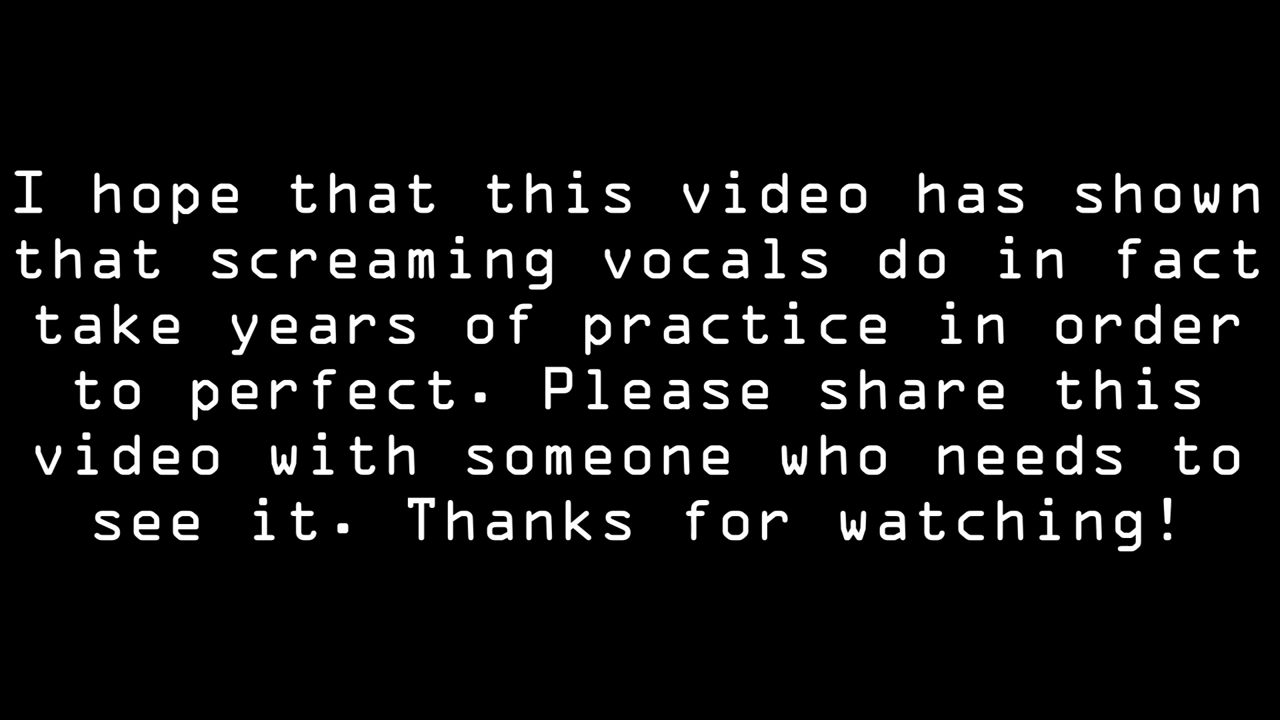 I hope that this video has shown
that screaming vocals do in fact
take years of practice in order
to perfect. Please share this
video with someone who needs to
see it. Thanks for watching!